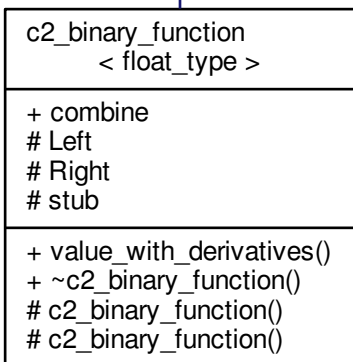 c2_binary_function
< float_type >
+ combine
# Left
# Right
# stub
+ value_with_derivatives()
+ ~c2_binary_function()
# c2_binary_function()
# c2_binary_function()